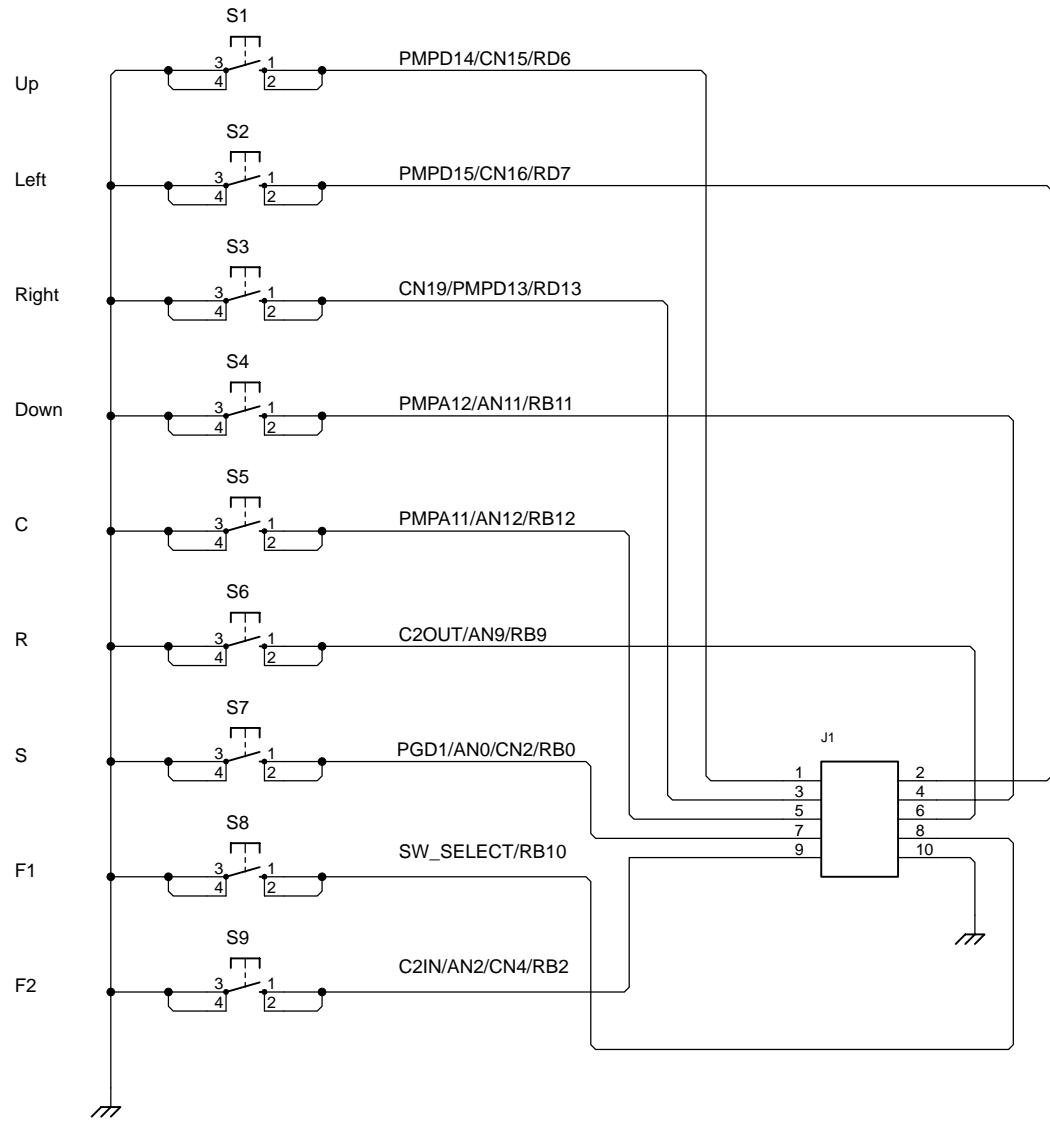 S1
3 1
4 2
Up
PMPD14/CN15/RD6
S2
3 1
4 2
Left
PMPD15/CN16/RD7
S3
3 1
4 2
Right
CN19/PMPD13/RD13
S4
3 1
4 2
Down
PMPA12/AN11/RB11
S5
3 1
4 2
C
PMPA11/AN12/RB12
S6
3 1
4 2
R
C2OUT/AN9/RB9
S7
3 1
4 2
S
PGD1/AN0/CN2/RB0
S8
3 1
4 2
F1
SW_SELECT/RB10
S9
3 1
4 2
F2
C2IN/AN2/CN4/RB2
J1
1 2
3 4
5 6
7 8
9 10